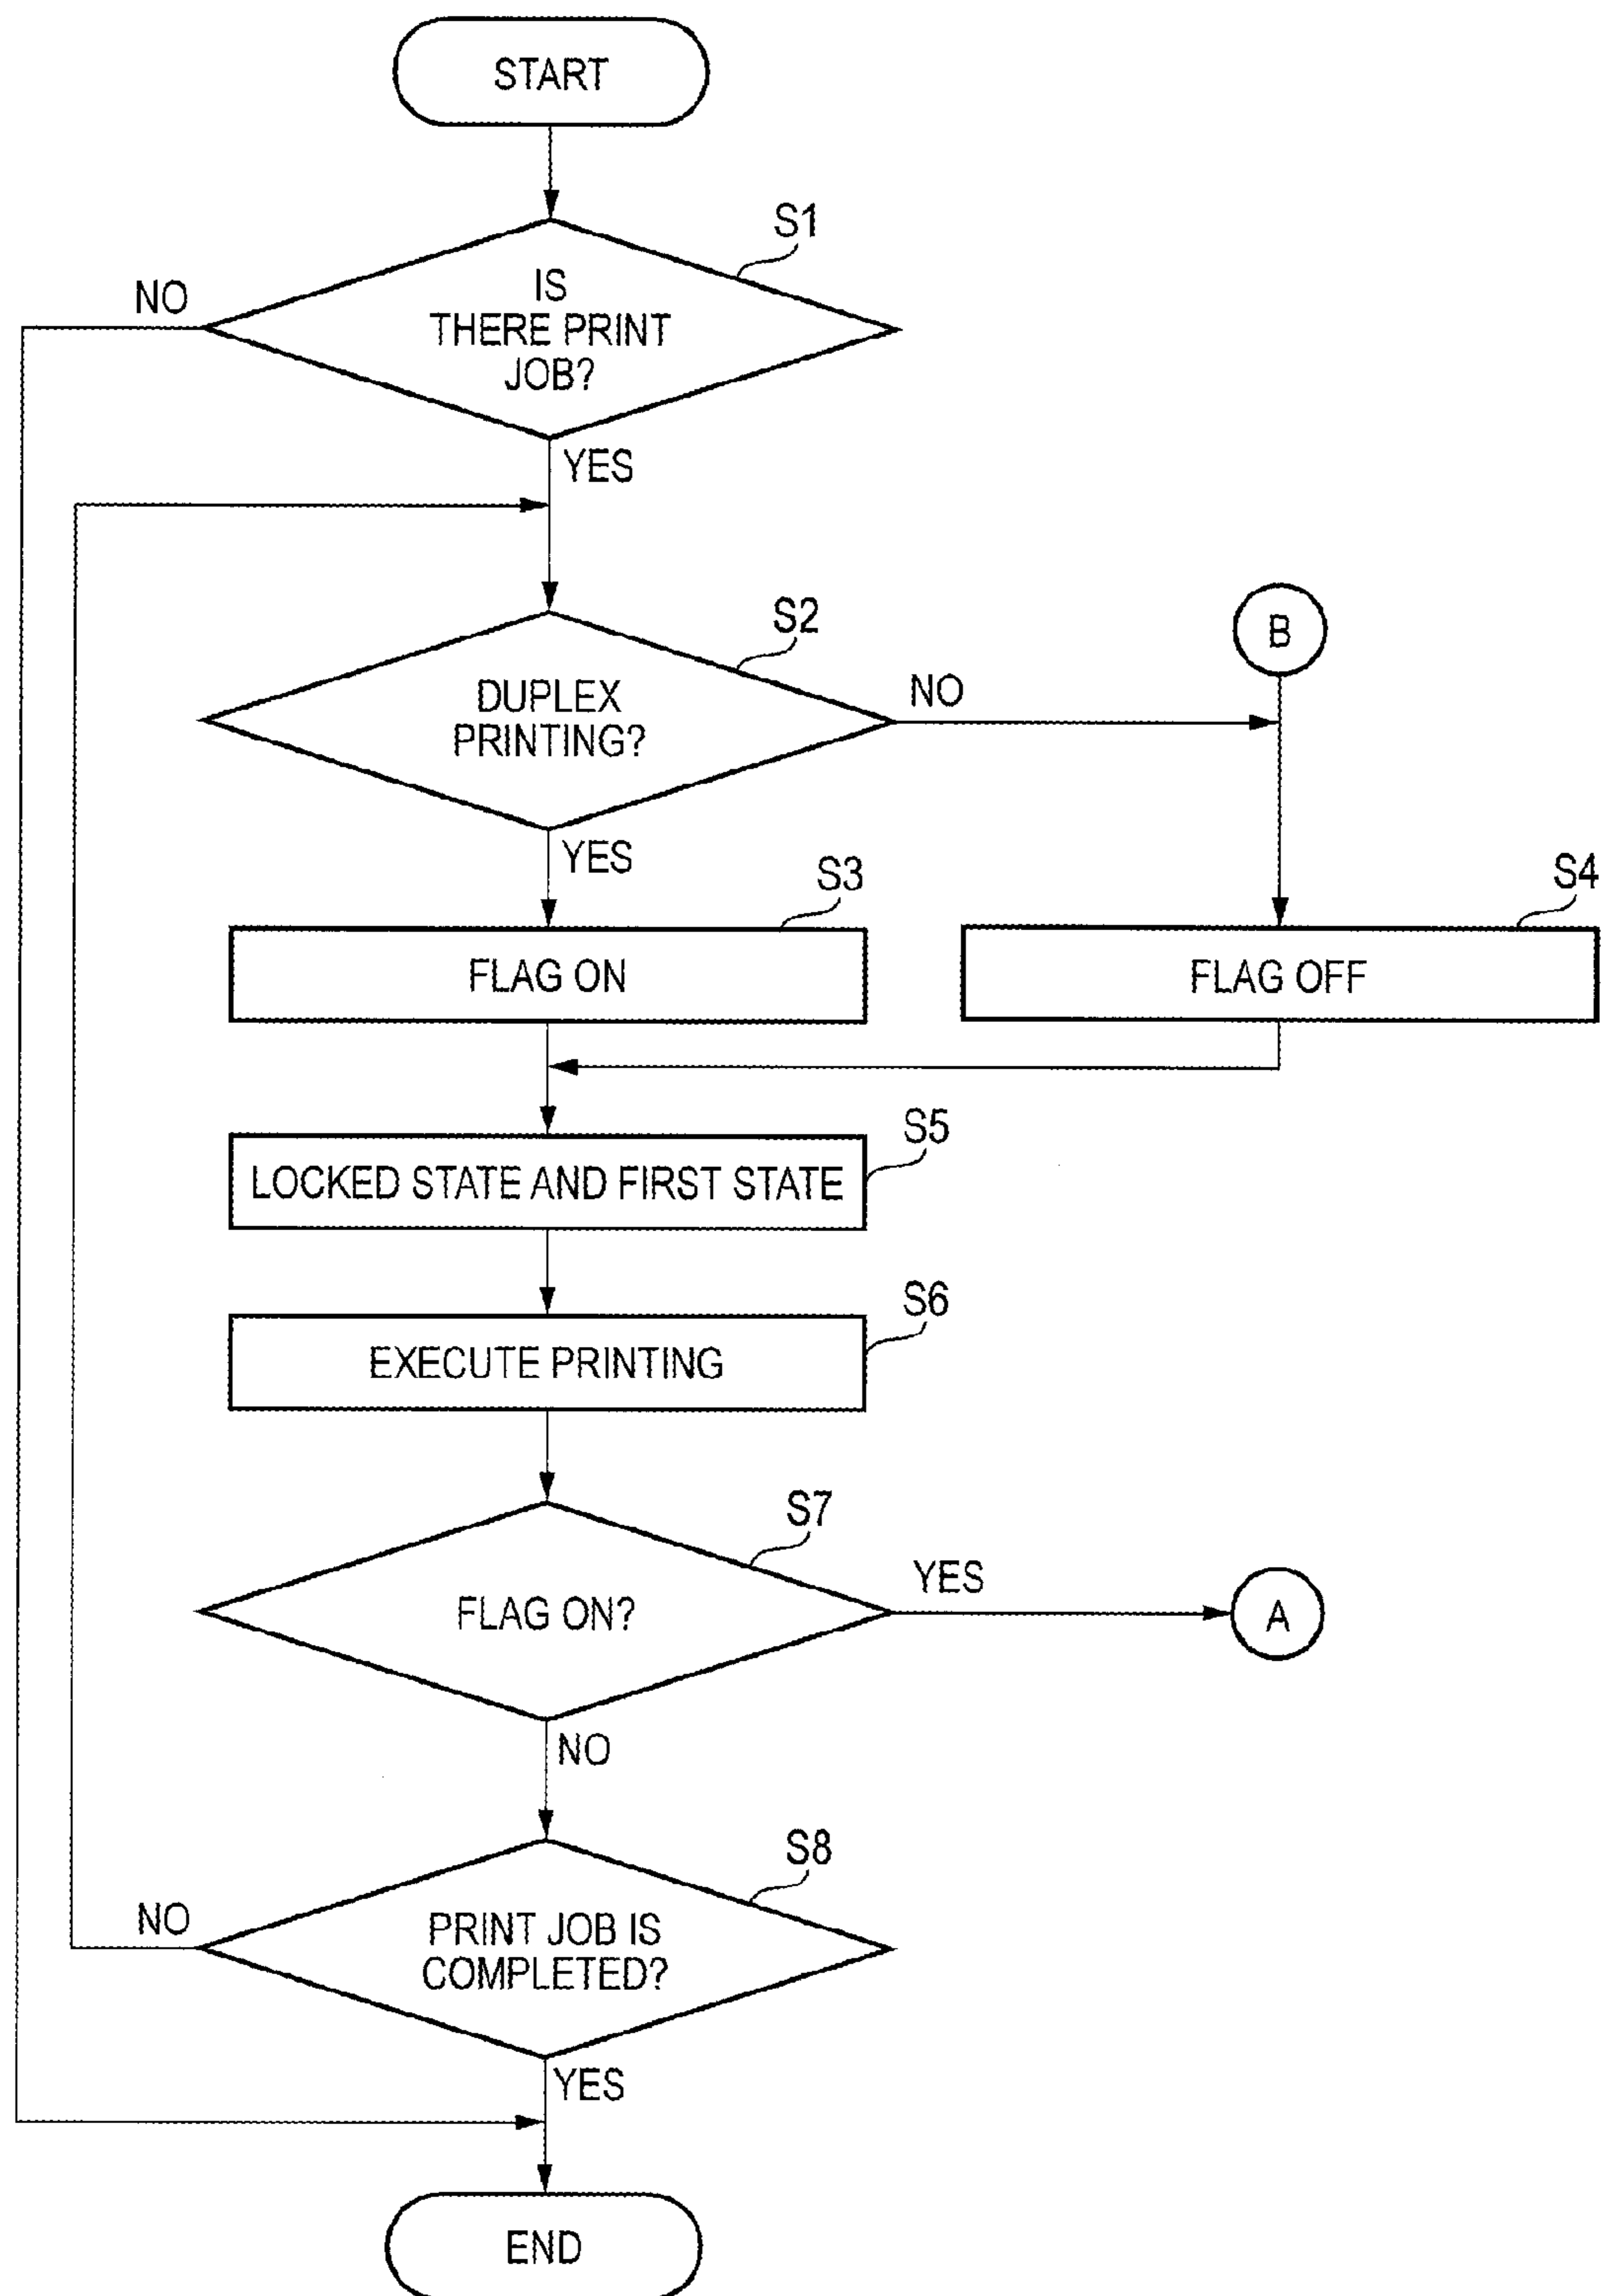 START
S1
NO
IS
THERE PRINT
JOB?
YES
S2
B
DUPLEX
PRINTING?
NO
YES
S3
S4
FLAG ON
FLAG OFF
S5
LOCKED STATE AND FIRST STATE
S6
EXECUTE PRINTING
S7
YES
FLAG ON?
A
NO
S8
NO
PRINT JOB IS
COMPLETED?
YES
END